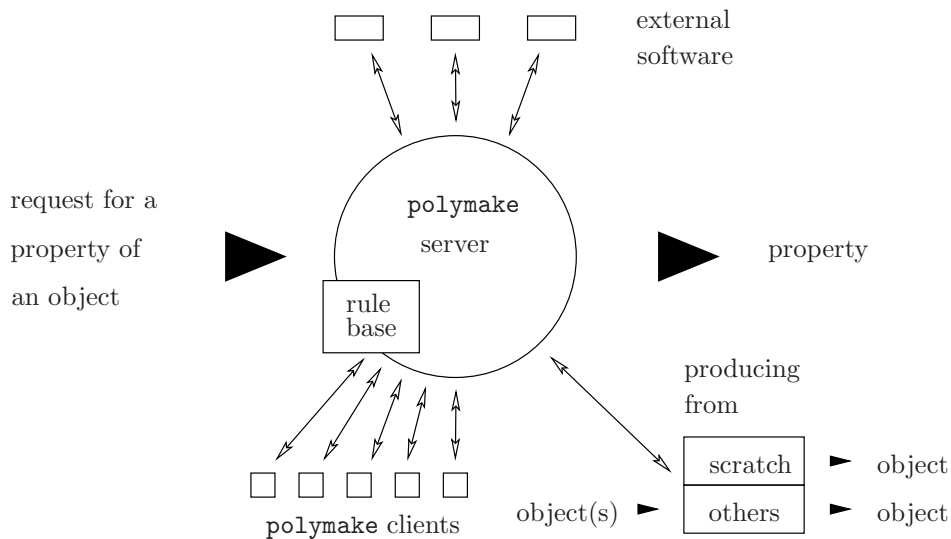 external
software
request for a
property of
an object
polymake
server
property
rule
base
producing
from
scratch
object
object(s)
others
object
polymake clients